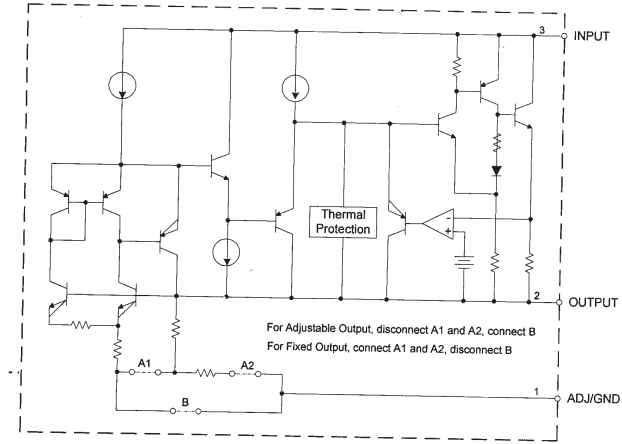 3
INPUT
Thermal
Protection
-
+
2
OUTPUT
For Adjustable Output, disconnect A1 and A2, connect B
For Fixed Output, connect A1 and A2, disconnect B
A1
A2
1
ADJ/GND
B